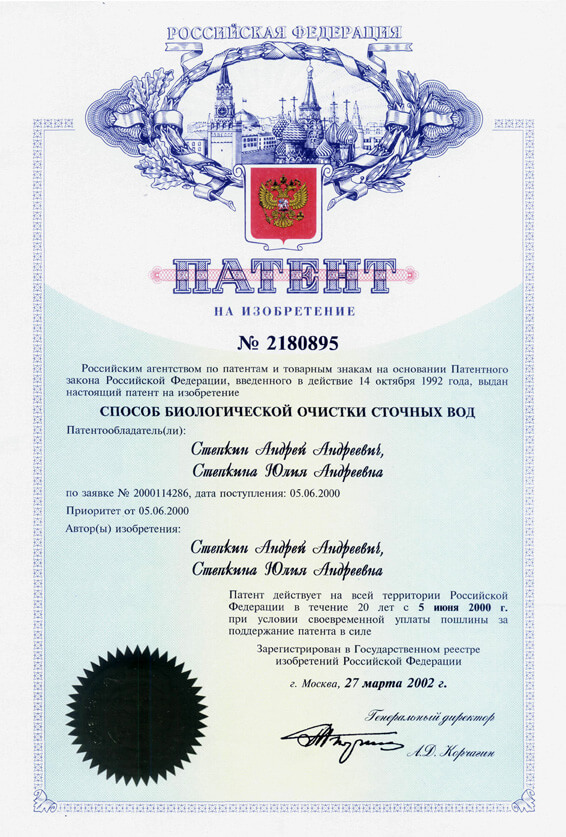 РОССИЙСКАЯ ФЕДЕРАЦИЯ
ПАТЕНТ
НА ИЗОБРЕТЕНИЕ
№ 2180895
Российским агентством по патентам и товарным знакам на основании Патентного
закона Российской Федерации, введенного в действие 14 октября 1992 года, выдан
настоящий патент на изобретение
СПОСОБ БИОЛОГИЧЕСКОЙ ОЧИСТКИ СТОЧНЫХ ВОД
Патентообладатель(ли):
Степкин Андрей Андреевич,
Степкина Юлия Андреевна
по заявке № 2000114286, дата поступления: 05.06.2000
Приоритет от 05.06.2000
Автор(ы) изобретения:
Степкин Андрей Андреевич,
Степкина Юлия Андреевна
Патент действует на всей территории Российской
Федерации в течение 20 лет с 5 июня 2000 г.
при условии своевременной уплаты пошлины за
поддержание патента в силе
Зарегистрирован в Государственном реестре
изобретений Российской Федерации
г. Москва, 27 марта 2002 г.
Генеральный директор
А.Д. Корчагин